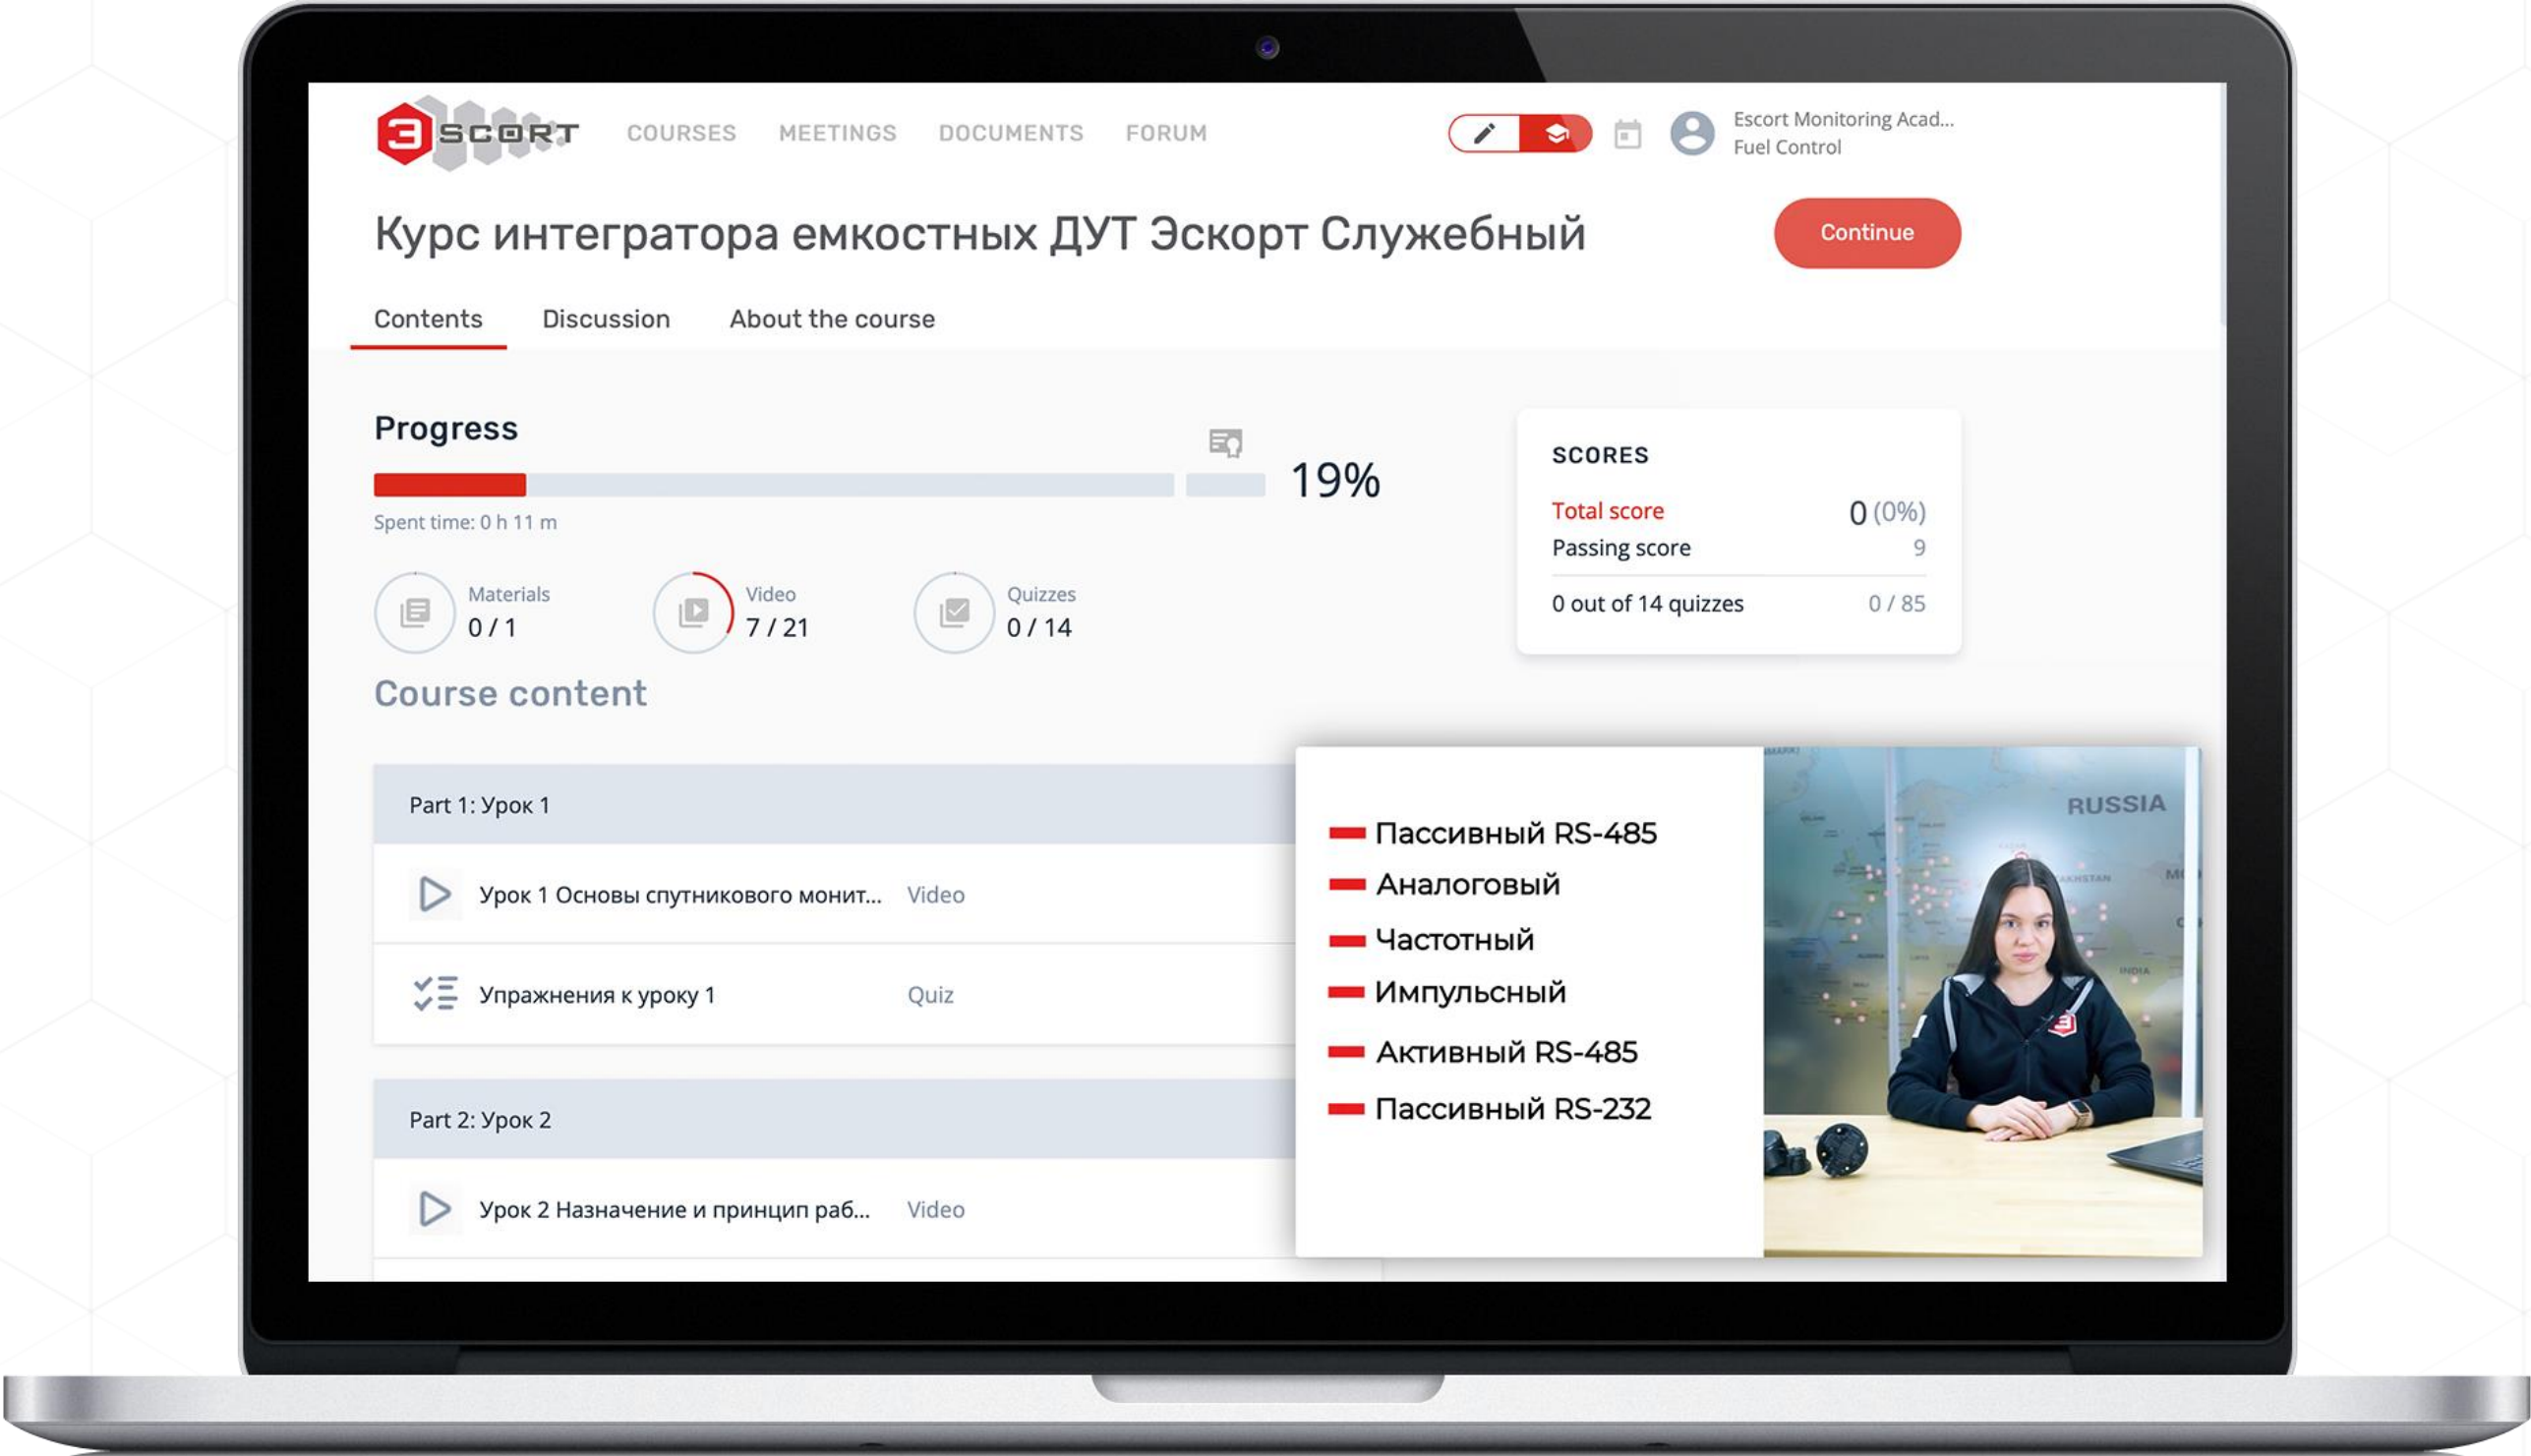 3SCORT
COURSES MEETINGS DOCUMENTS FORUM
Escort Monitoring Acad...
Fuel Control
Курс интегратора емкостных ДУТ Эскорт Служебный
Continue
Contents Discussion About the course
Progress
19%
Spent time: 0 h 11 m
Materials
0 / 1
Video
7 / 21
Quizzes
0 / 14
SCORES
Total score 0 (0%)
Passing score 9
0 out of 14 quizzes 0 / 85
Course content
Part 1: Урок 1
Урок 1 Основы спутникового монит... Video
Упражнения к уроку 1 Quiz
Part 2: Урок 2
Урок 2 Назначение и принцип раб... Video
Пассивный RS-485
Аналоговый
Частотный
Импульсный
Активный RS-485
Пассивный RS-232
RUSSIA
INDIA